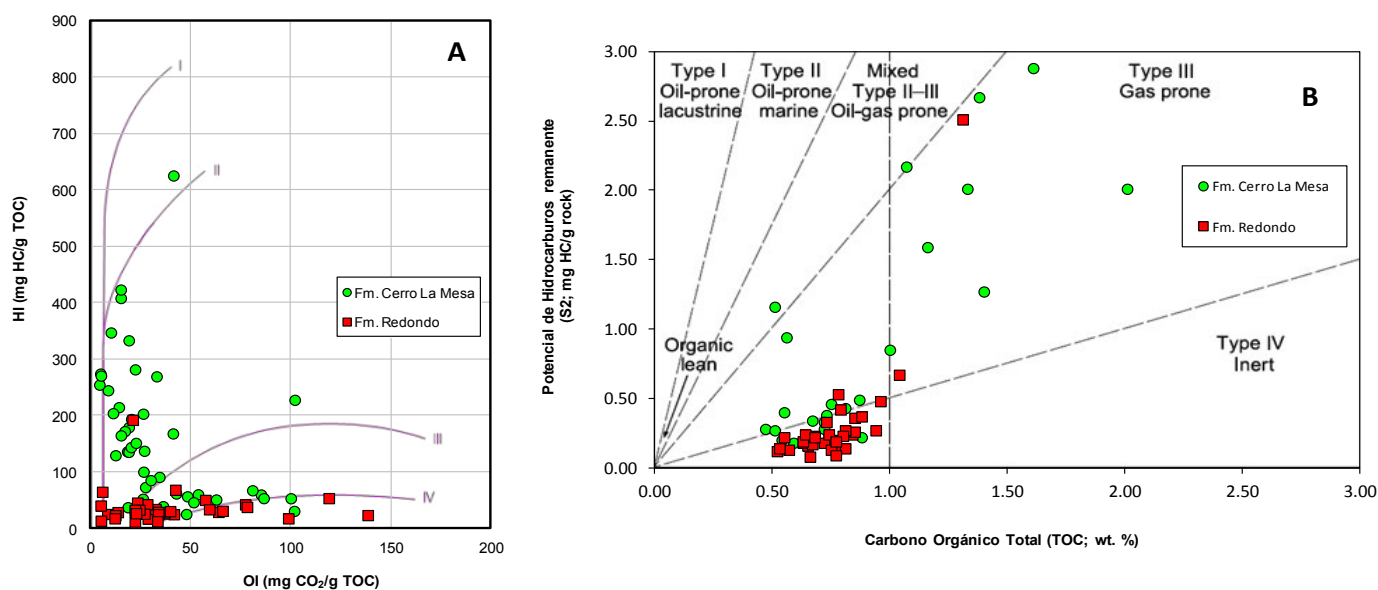 A
900
800
700
600
500
400
300
200
100
0
HI (mg HC/g TOC)
I
II
III
IV
Fm. Cerro La Mesa
Fm. Redondo
0
50
100
150
200
OI (mg CO₂/g TOC)
B
3.00
2.50
2.00
1.50
1.00
0.50
0.00
Potencial de Hidrocarburos remanente
(S2; mg HC/g rock)
Type I
Oil-prone
lacustrine
Type II
Oil-prone
marine
Mixed
Type II–III
Oil-gas prone
Type III
Gas prone
Organic
lean
Type IV
Inert
Fm. Cerro La Mesa
Fm. Redondo
0.00
0.50
1.00
1.50
2.00
2.50
3.00
Carbono Orgánico Total (TOC; wt. %)